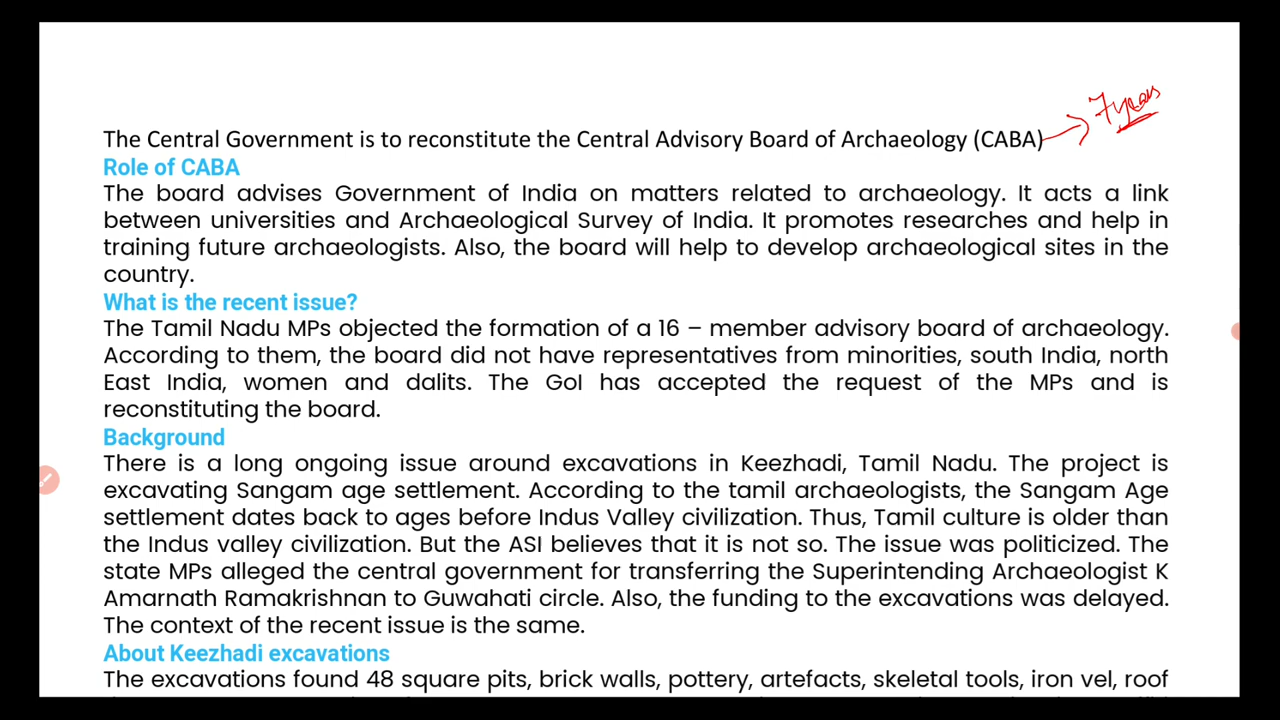 7 years
The Central Government is to reconstitute the Central Advisory Board of Archaeology (CABA)
Role of CABA
The board advises Government of India on matters related to archaeology. It acts a link
between universities and Archaeological Survey of India. It promotes researches and help in
training future archaeologists. Also, the board will help to develop archaeological sites in the
country.
What is the recent issue?
The Tamil Nadu MPs objected the formation of a 16 – member advisory board of archaeology.
According to them, the board did not have representatives from minorities, south India, north
East India, women and dalits. The GoI has accepted the request of the MPs and is
reconstituting the board.
Background
There is a long ongoing issue around excavations in Keezhadi, Tamil Nadu. The project is
excavating Sangam age settlement. According to the tamil archaeologists, the Sangam Age
settlement dates back to ages before Indus Valley civilization. Thus, Tamil culture is older than
the Indus valley civilization. But the ASI believes that it is not so. The issue was politicized. The
state MPs alleged the central government for transferring the Superintending Archaeologist K
Amarnath Ramakrishnan to Guwahati circle. Also, the funding to the excavations was delayed.
The context of the recent issue is the same.
About Keezhadi excavations
The excavations found 48 square pits, brick walls, pottery, artefacts, skeletal tools, iron vel, roof